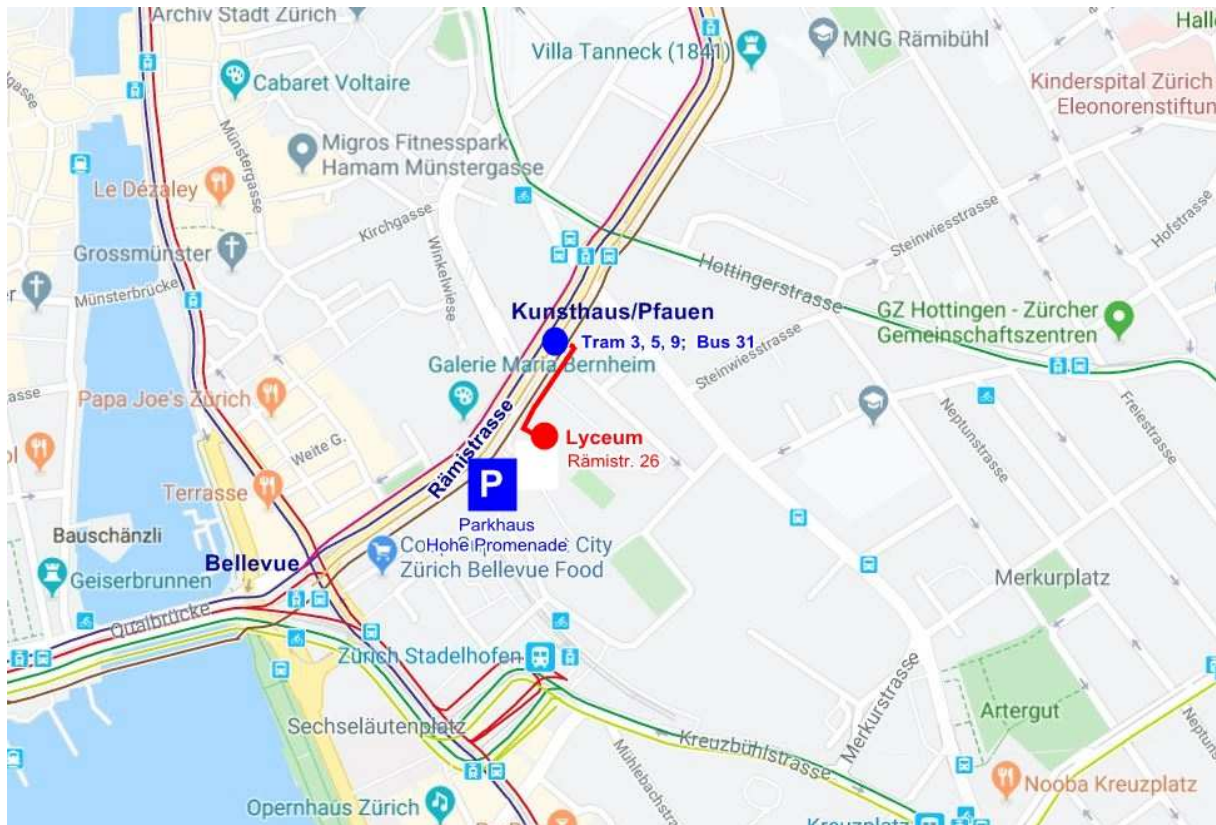 Archiv Stadt Zürich
Villa Tanneck (1841)
MNG Rämibühl
Kinderspital Zürich
Eleonorenstiftun
Cabaret Voltaire
Münstergasse
Migros Fitnesspark
Hamam Münstergasse
Le Dézaley
Kirchgasse
Winkelwiese
Grossmünster
Münsterbrücke
Steinwiesstrasse
Hofstrasse
Hottingerstrasse
GZ Hottingen - Zürcher
Gemeinschaftszentren
Kunsthaus/Pfauen
Tram 3, 5, 9; Bus 31
Galerie Maria Bernheim
Steinwiesstrasse
Papa Joe's Zürich
Weite G.
Rämistrasse
Neptunstrasse
Freiestrasse
Lyceum
Rämistr. 26
P
Terrasse
Parkhaus
Hohe Promenade
City
Zürich Bellevue Food
Bauschänzli
Bellevue
Geiserbrunnen
Quaibrücke
Merkurplatz
Zürich Stadelhofen
Sechseläutenplatz
Merkurstrasse
Artergut
Kreuzbühlstrasse
Mühlebachstra
Nooba Kreuzplatz
Opernhaus Zürich
Kreuzplatz